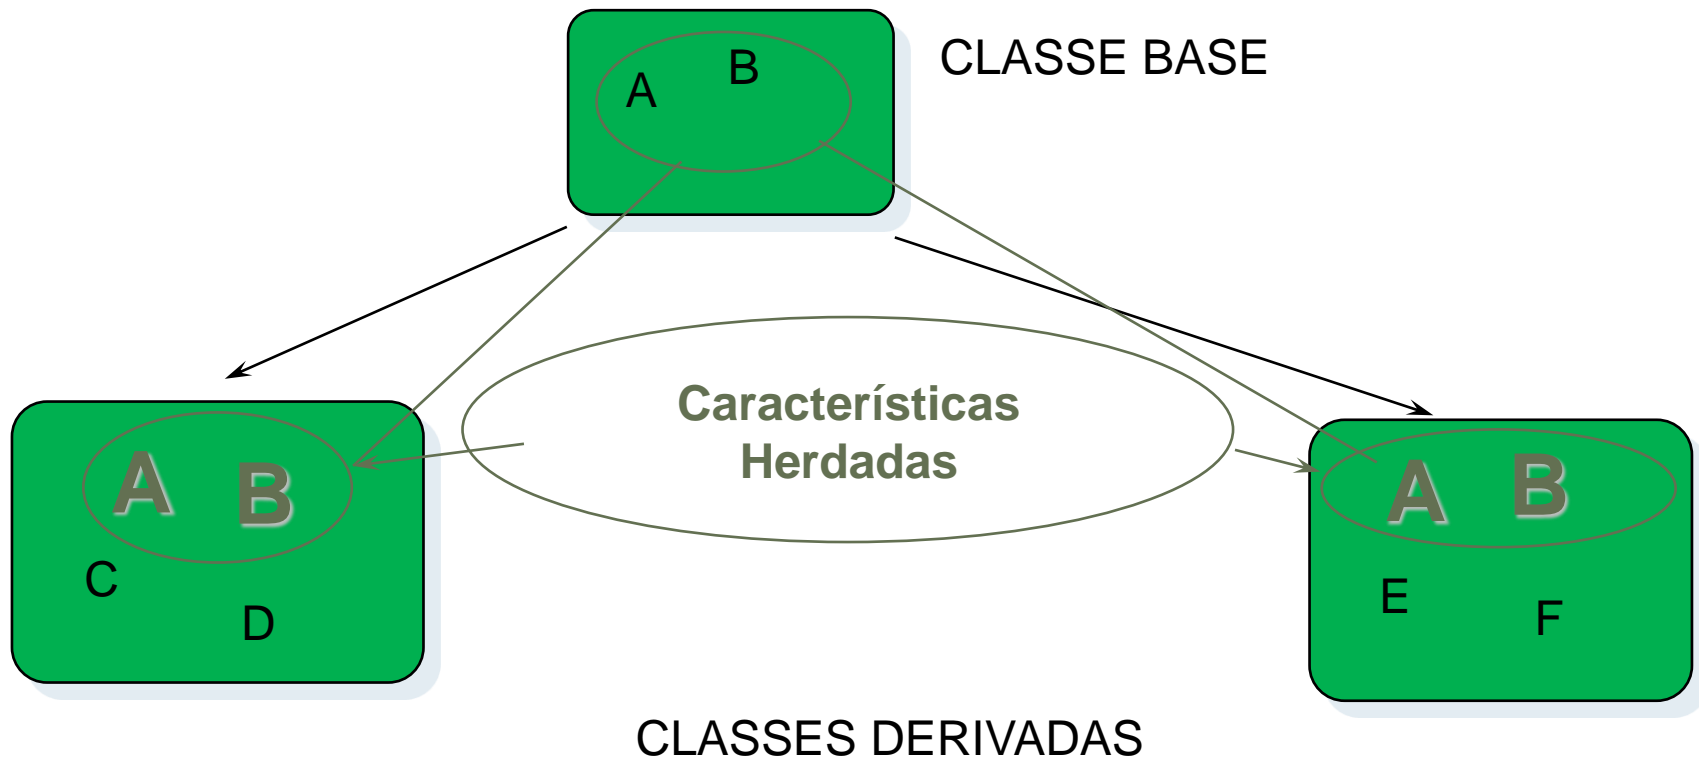 CLASSE BASE
A
B
Características
Herdadas
A
B
C
D
A
B
E
F
CLASSES DERIVADAS